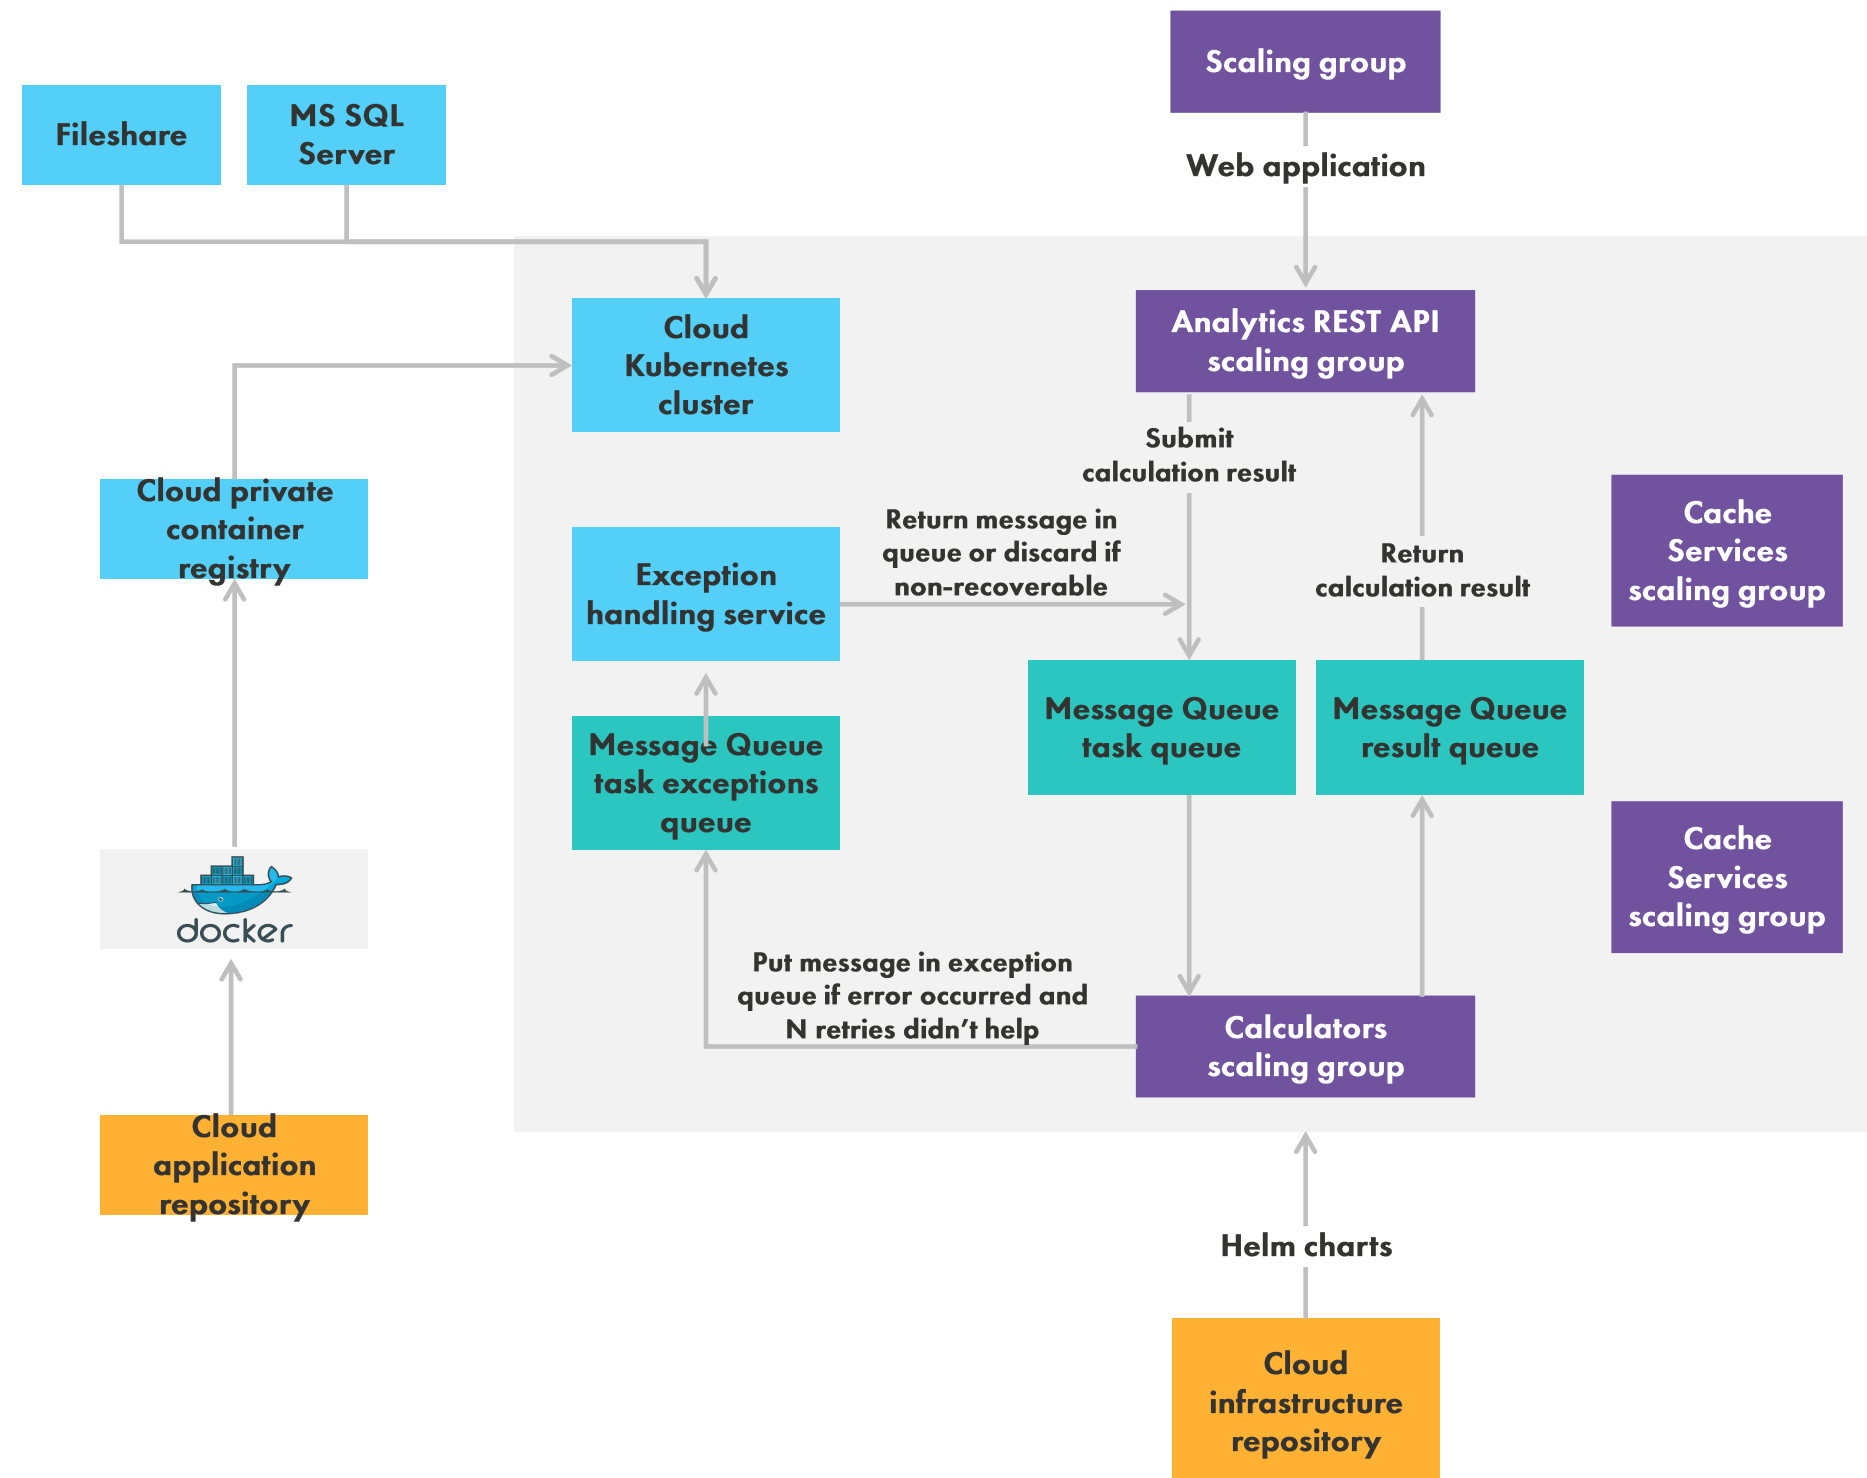 Scaling group
Fileshare
MS SQL
Server
Web application
Cloud
Kubernetes
cluster
Analytics REST API
scaling group
Submit
calculation result
Cloud private
container
registry
Exception
handling service
Return message in
queue or discard if
non-recoverable
Return
calculation result
Cache
Services
scaling group
Message Queue
task exceptions
queue
Message Queue
task queue
Message Queue
result queue
Cache
Services
scaling group
docker
Put message in exception
queue if error occurred and
N retries didn't help
Calculators
scaling group
Cloud
application
repository
Helm charts
Cloud
infrastructure
repository